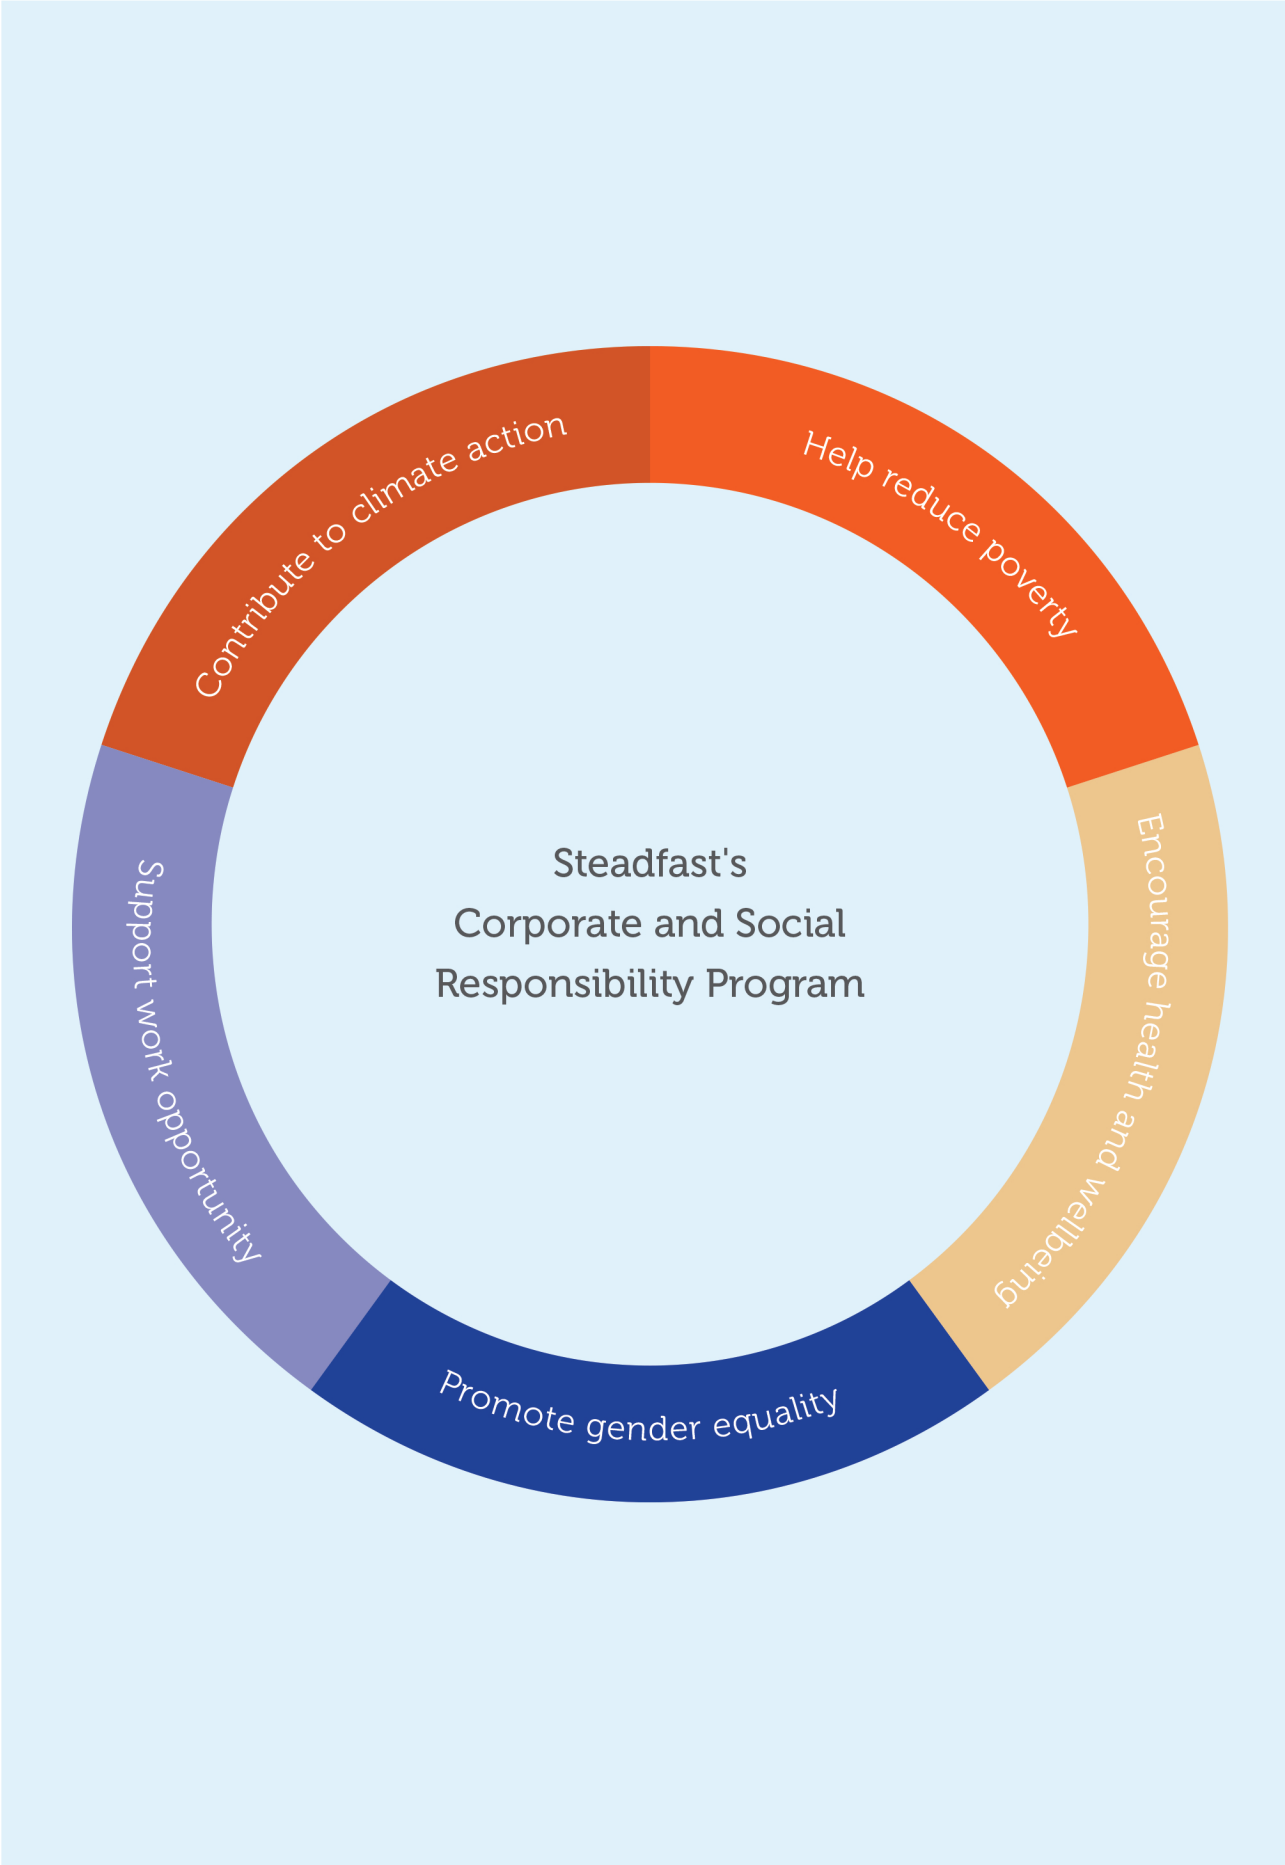 Contribute to climate action
Help reduce poverty
Encourage health and wellbeing
Promote gender equality
Support work opportunity
Steadfast's
Corporate and Social
Responsibility Program